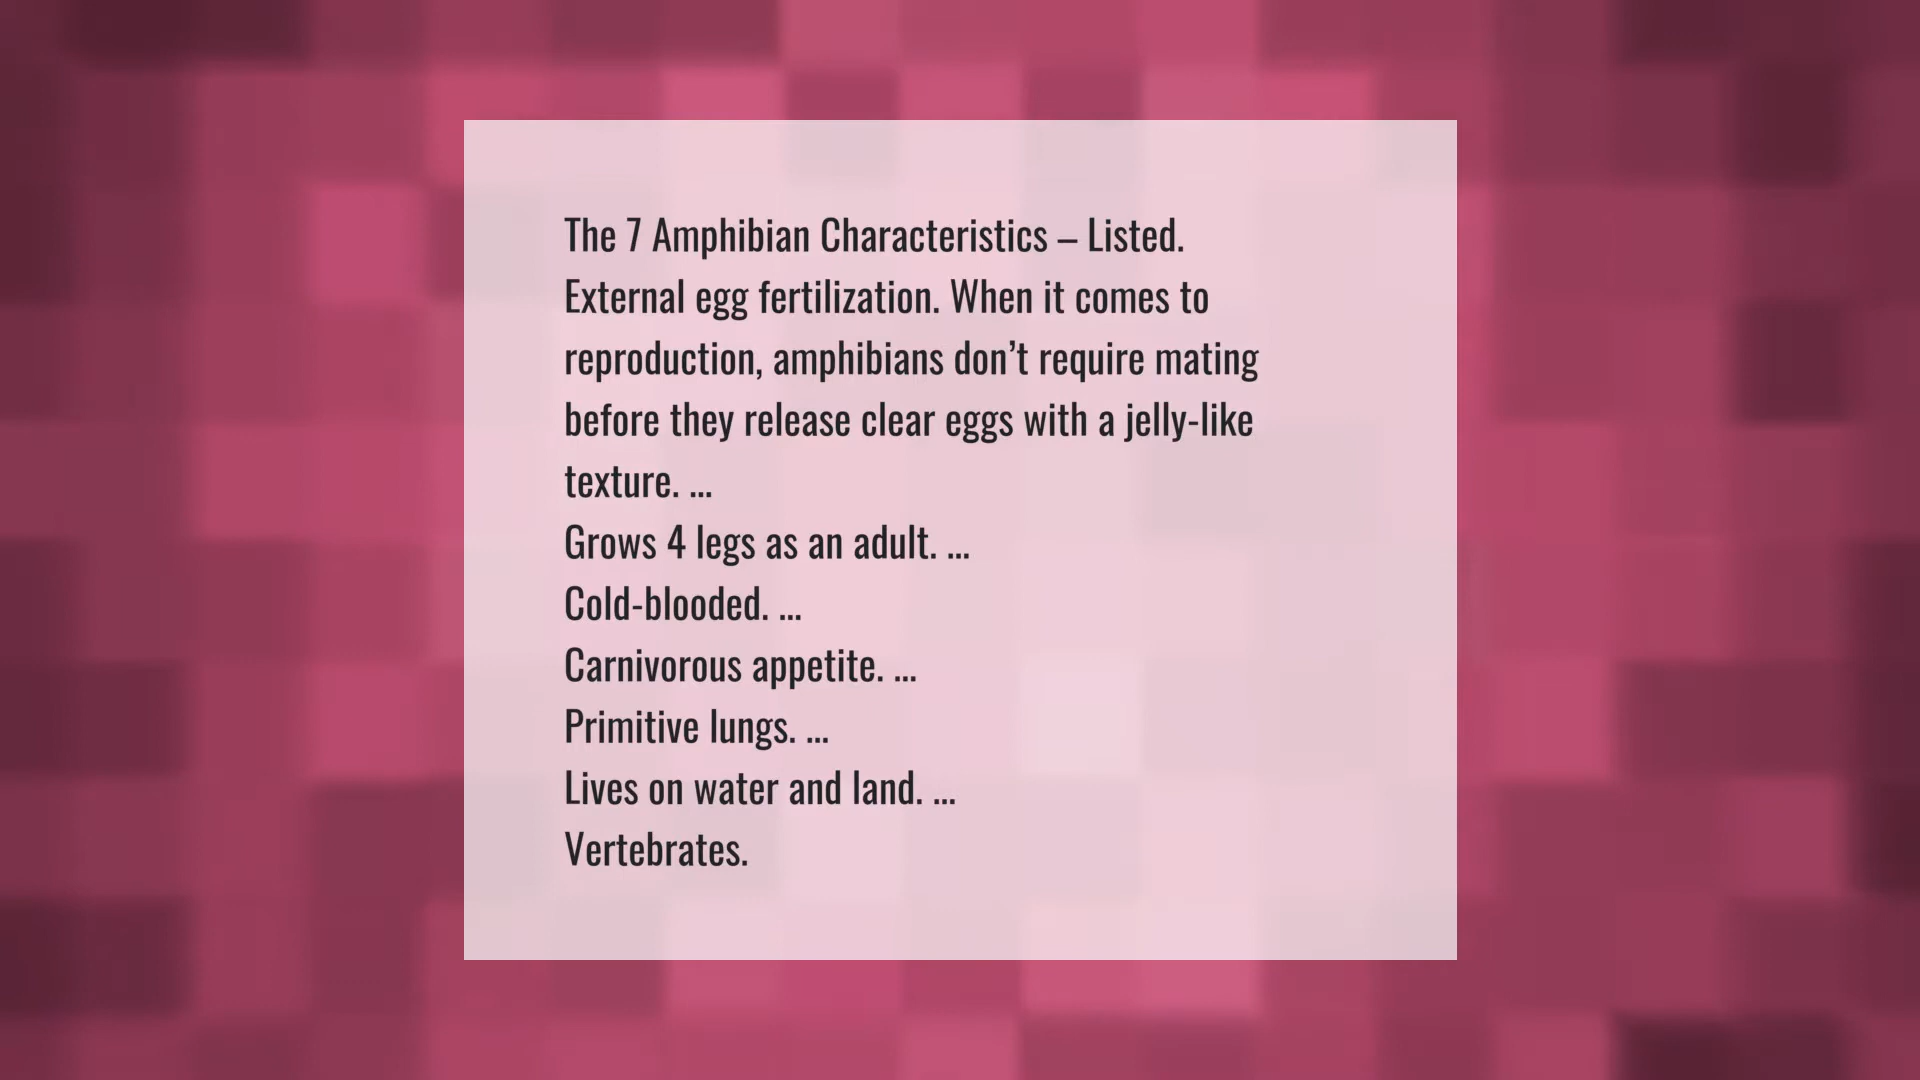 The 7 Amphibian Characteristics – Listed.
External egg fertilization. When it comes to
reproduction, amphibians don’t require mating
before they release clear eggs with a jelly-like
texture. ...
Grows 4 legs as an adult. ...
Cold-blooded. ...
Carnivorous appetite. ...
Primitive lungs. ...
Lives on water and land. ...
Vertebrates.